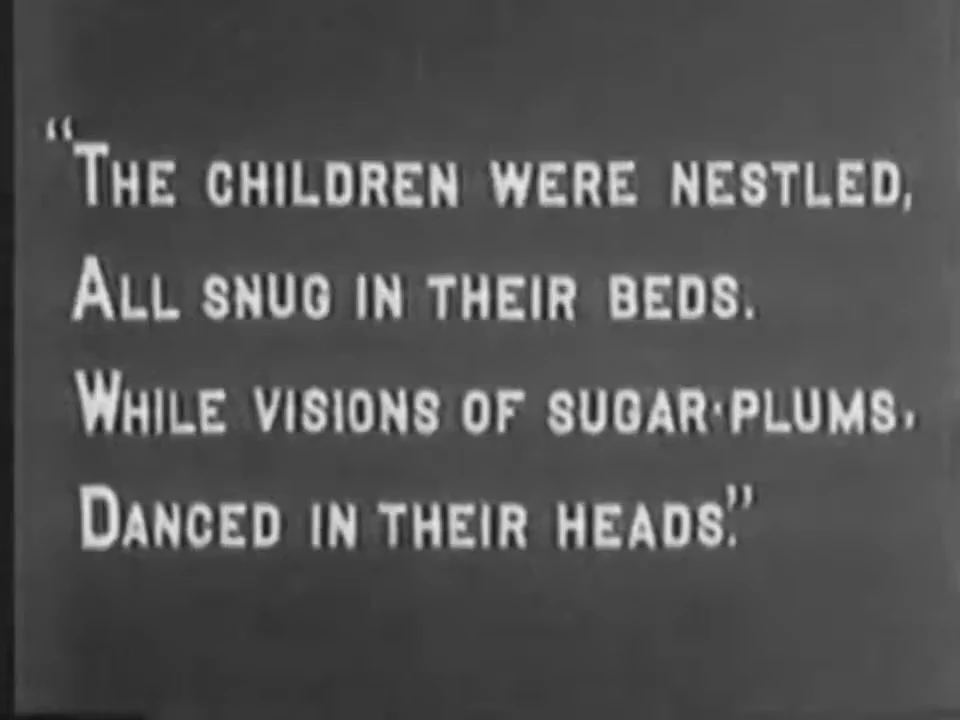 “The children were nestled,
All snug in their beds.
While visions of sugar-plums,
Danced in their heads.”